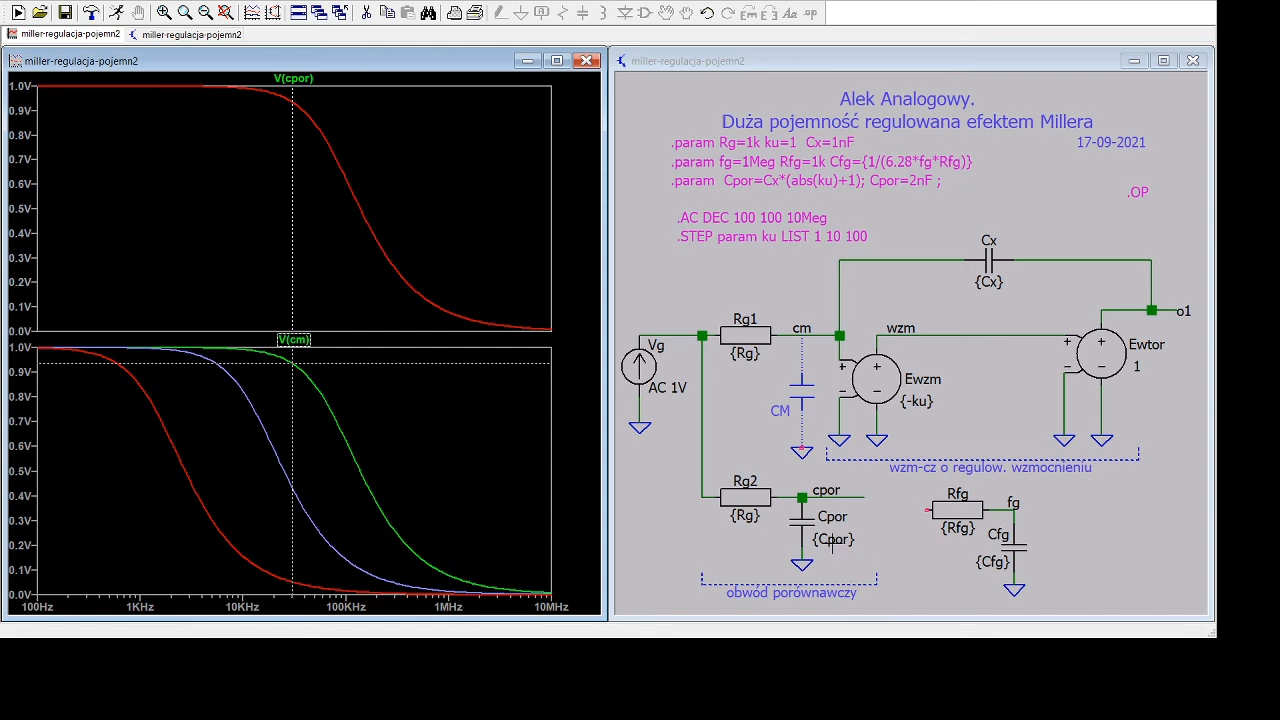 miller-regulacja-pojemn2
miller-regulacja-pojemn2
miller-regulacja-pojemn2
V(cpor)
1.0V
0.9V
0.8V
0.7V
0.6V
0.5V
0.4V
0.3V
0.2V
0.1V
0.0V
V(cm)
1.0V
0.9V
0.8V
0.7V
0.6V
0.5V
0.4V
0.3V
0.2V
0.1V
0.0V
100Hz 1KHz 10KHz 100KHz 1MHz 10MHz
miller-regulacja-pojemn2
Alek Analogowy.
Duża pojemność regulowana efektem Millera
.param Rg=1k ku=1 Cx=1nF 17-09-2021
.param fg=1Meg Rfg=1k Cfg={1/(6.28*fg*Rfg)}
.param Cpor=Cx*(abs(ku)+1); Cpor=2nF ;
.OP
.AC DEC 100 100 10Meg
.STEP param ku LIST 1 10 100
Cx
{Cx}
o1
Rg1 cm wzm
{Rg}
Vg
AC 1V
CM
Ewzm
{-ku}
Ewtor
1
wzm-cz o regulow. wzmocnieniu
Rg2 cpor
{Rg}
Cpor
{Cpor}
Rfg fg
{Rfg}
Cfg
{Cfg}
obwód porównawczy